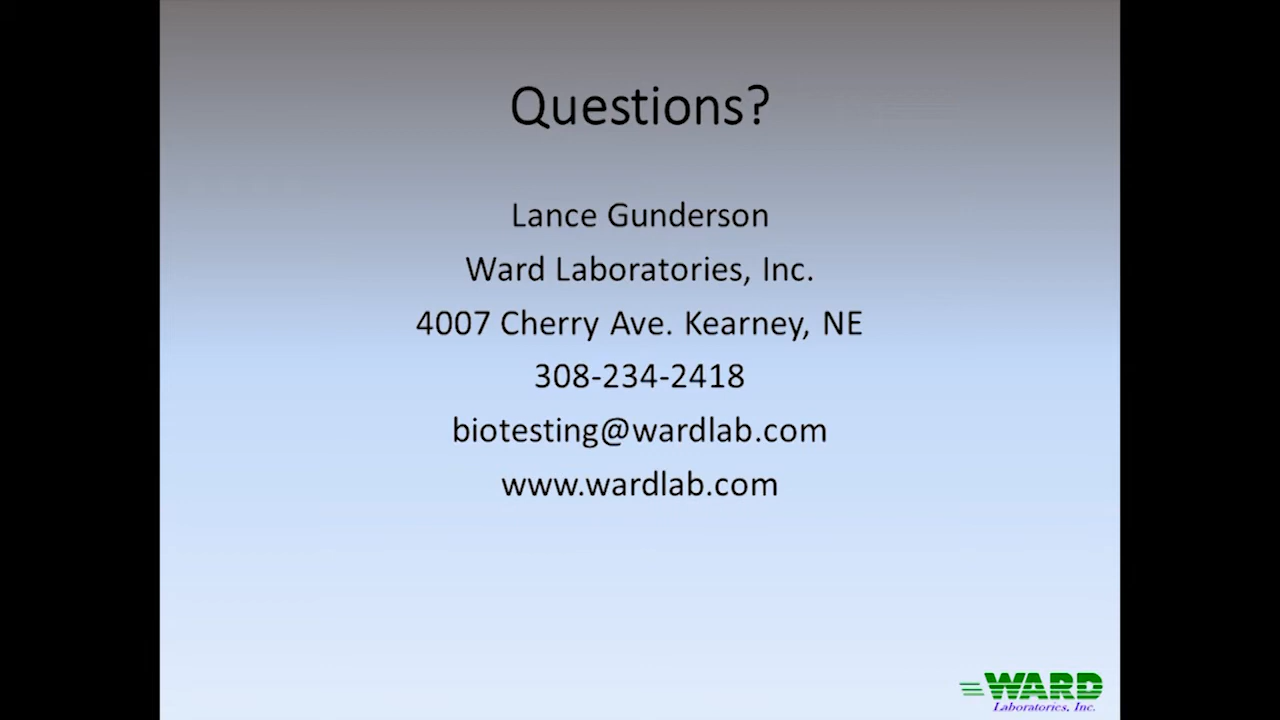 Questions?
Lance Gunderson
Ward Laboratories, Inc.
4007 Cherry Ave. Kearney, NE
308-234-2418
biotesting@wardlab.com
www.wardlab.com
WARD
Laboratories, Inc.